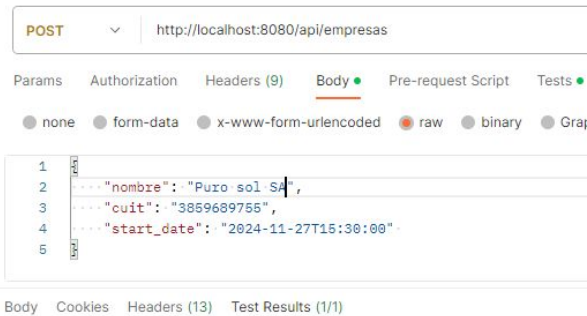 POST http://localhost:8080/api/empresas
Params Authorization Headers (9) Body Pre-request Script Tests
none form-data x-www-form-urlencoded raw binary Grap
1 {
2 "nombre": "Puro sol SA",
3 "cuit": "3859689755",
4 "start_date": "2024-11-27T15:30:00"
5 }
Body Cookies Headers (13) Test Results (1/1)